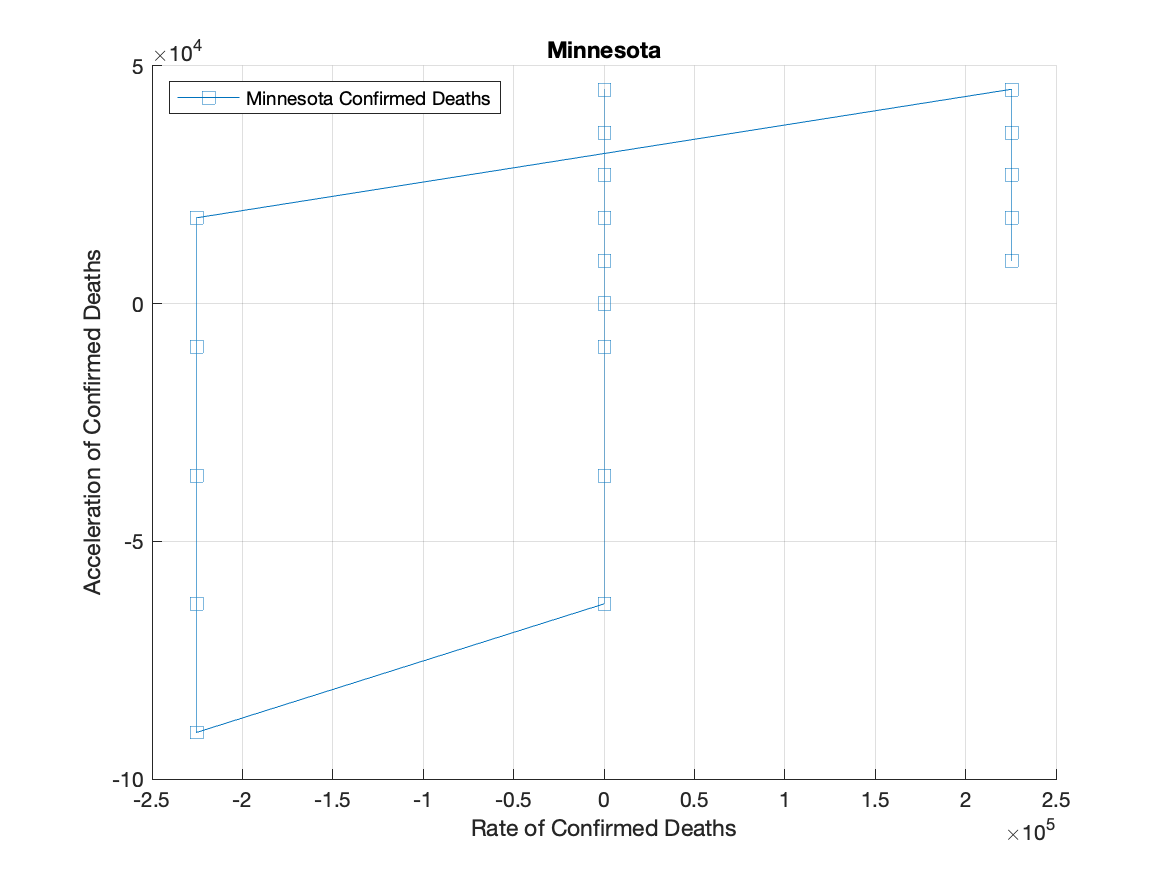 Minnesota
×10^4
5
0
-5
-10
Acceleration of Confirmed Deaths
Minnesota Confirmed Deaths
-2.5 -2 -1.5 -1 -0.5 0 0.5 1 1.5 2 2.5
Rate of Confirmed Deaths
×10^5